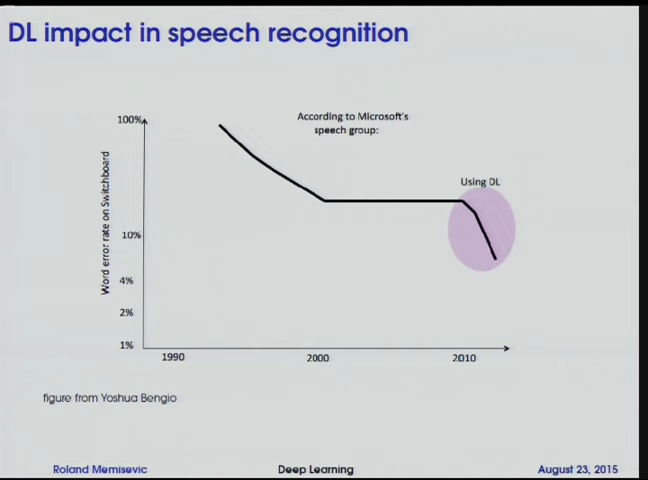 DL impact in speech recognition
According to Microsoft's
speech group:
Using DL
Word error rate on Switchboard
100%
10%
4%
2%
1%
1990 2000 2010
figure from Yoshua Bengio
Roland Memisevic Deep Learning August 23, 2015